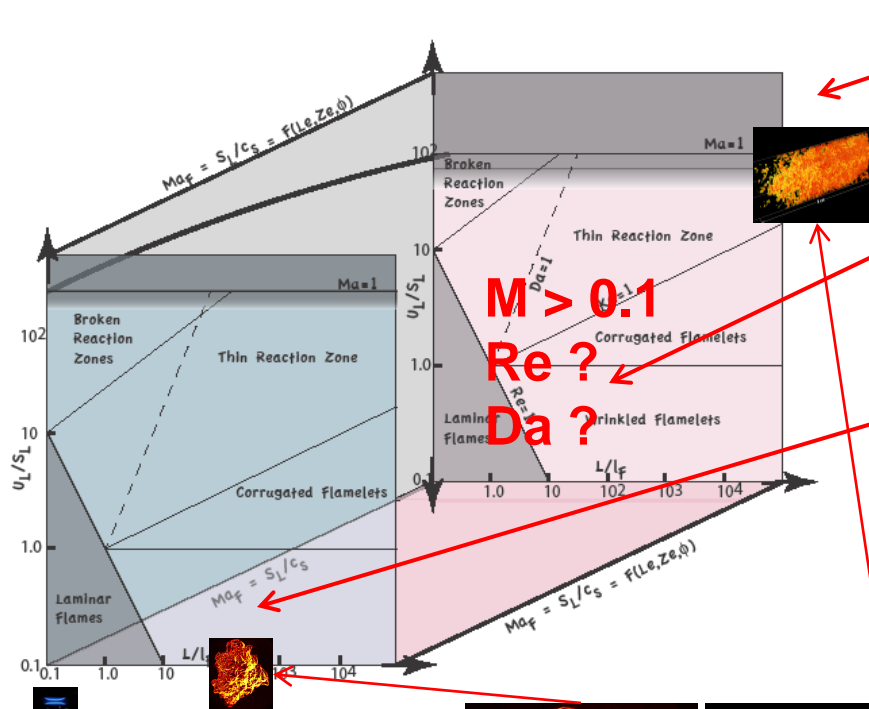 Ma_F = S_L/c_S = F(Le,Ze,ϕ)
Ma=1
10²
Broken
Reaction
Zones
Thin Reaction Zone
10
Da=1
M > 0.1
u_L/S_L
Corrugated Flamelets
1.0
Re ?
Re=1
Laminar
Flames
Da ?
Wrinkled Flamelets
0.1
L/l_F
1.0 10 10² 10³ 10⁴
Ma_F = S_L/c_S = F(Le,Ze,ϕ)
Ma=1
Broken
Reaction
Zones
10²
Thin Reaction Zone
10
u_L/S_L
Corrugated Flamelets
1.0
Ma_F = S_L/c_S
Laminar
Flames
0.1
0.1 1.0 10 10⁴